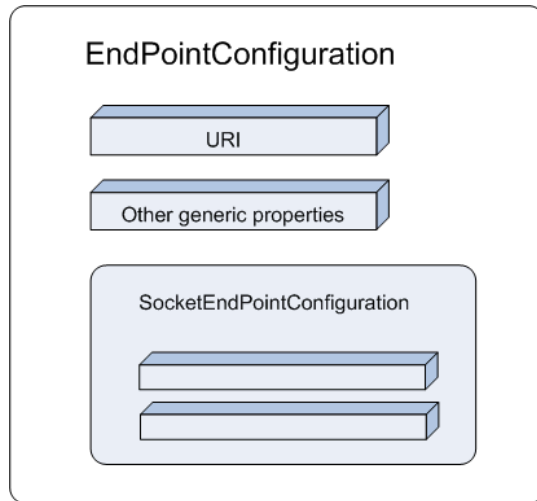 EndPointConfiguration
URI
Other generic properties
SocketEndPointConfiguration